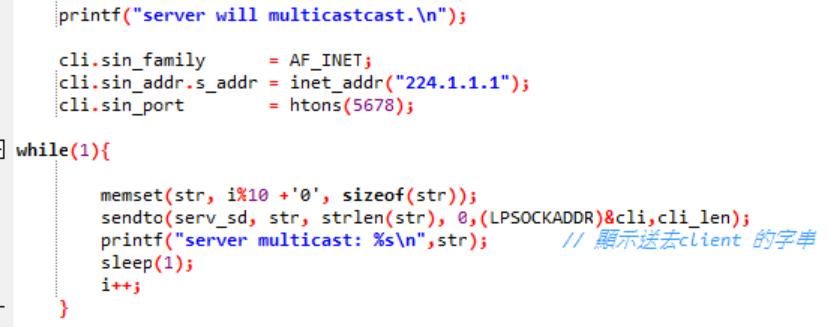 printf("server will multicastcast.\n");
cli.sin_family      = AF_INET;
cli.sin_addr.s_addr = inet_addr("224.1.1.1");
cli.sin_port        = htons(5678);
while(1){
memset(str, i%10 +'0', sizeof(str));
sendto(serv_sd, str, strlen(str), 0,(LPSOCKADDR)&cli,cli_len);
printf("server multicast: %s\n",str);       // 顯示送去client 的字串
sleep(1);
i++;
}